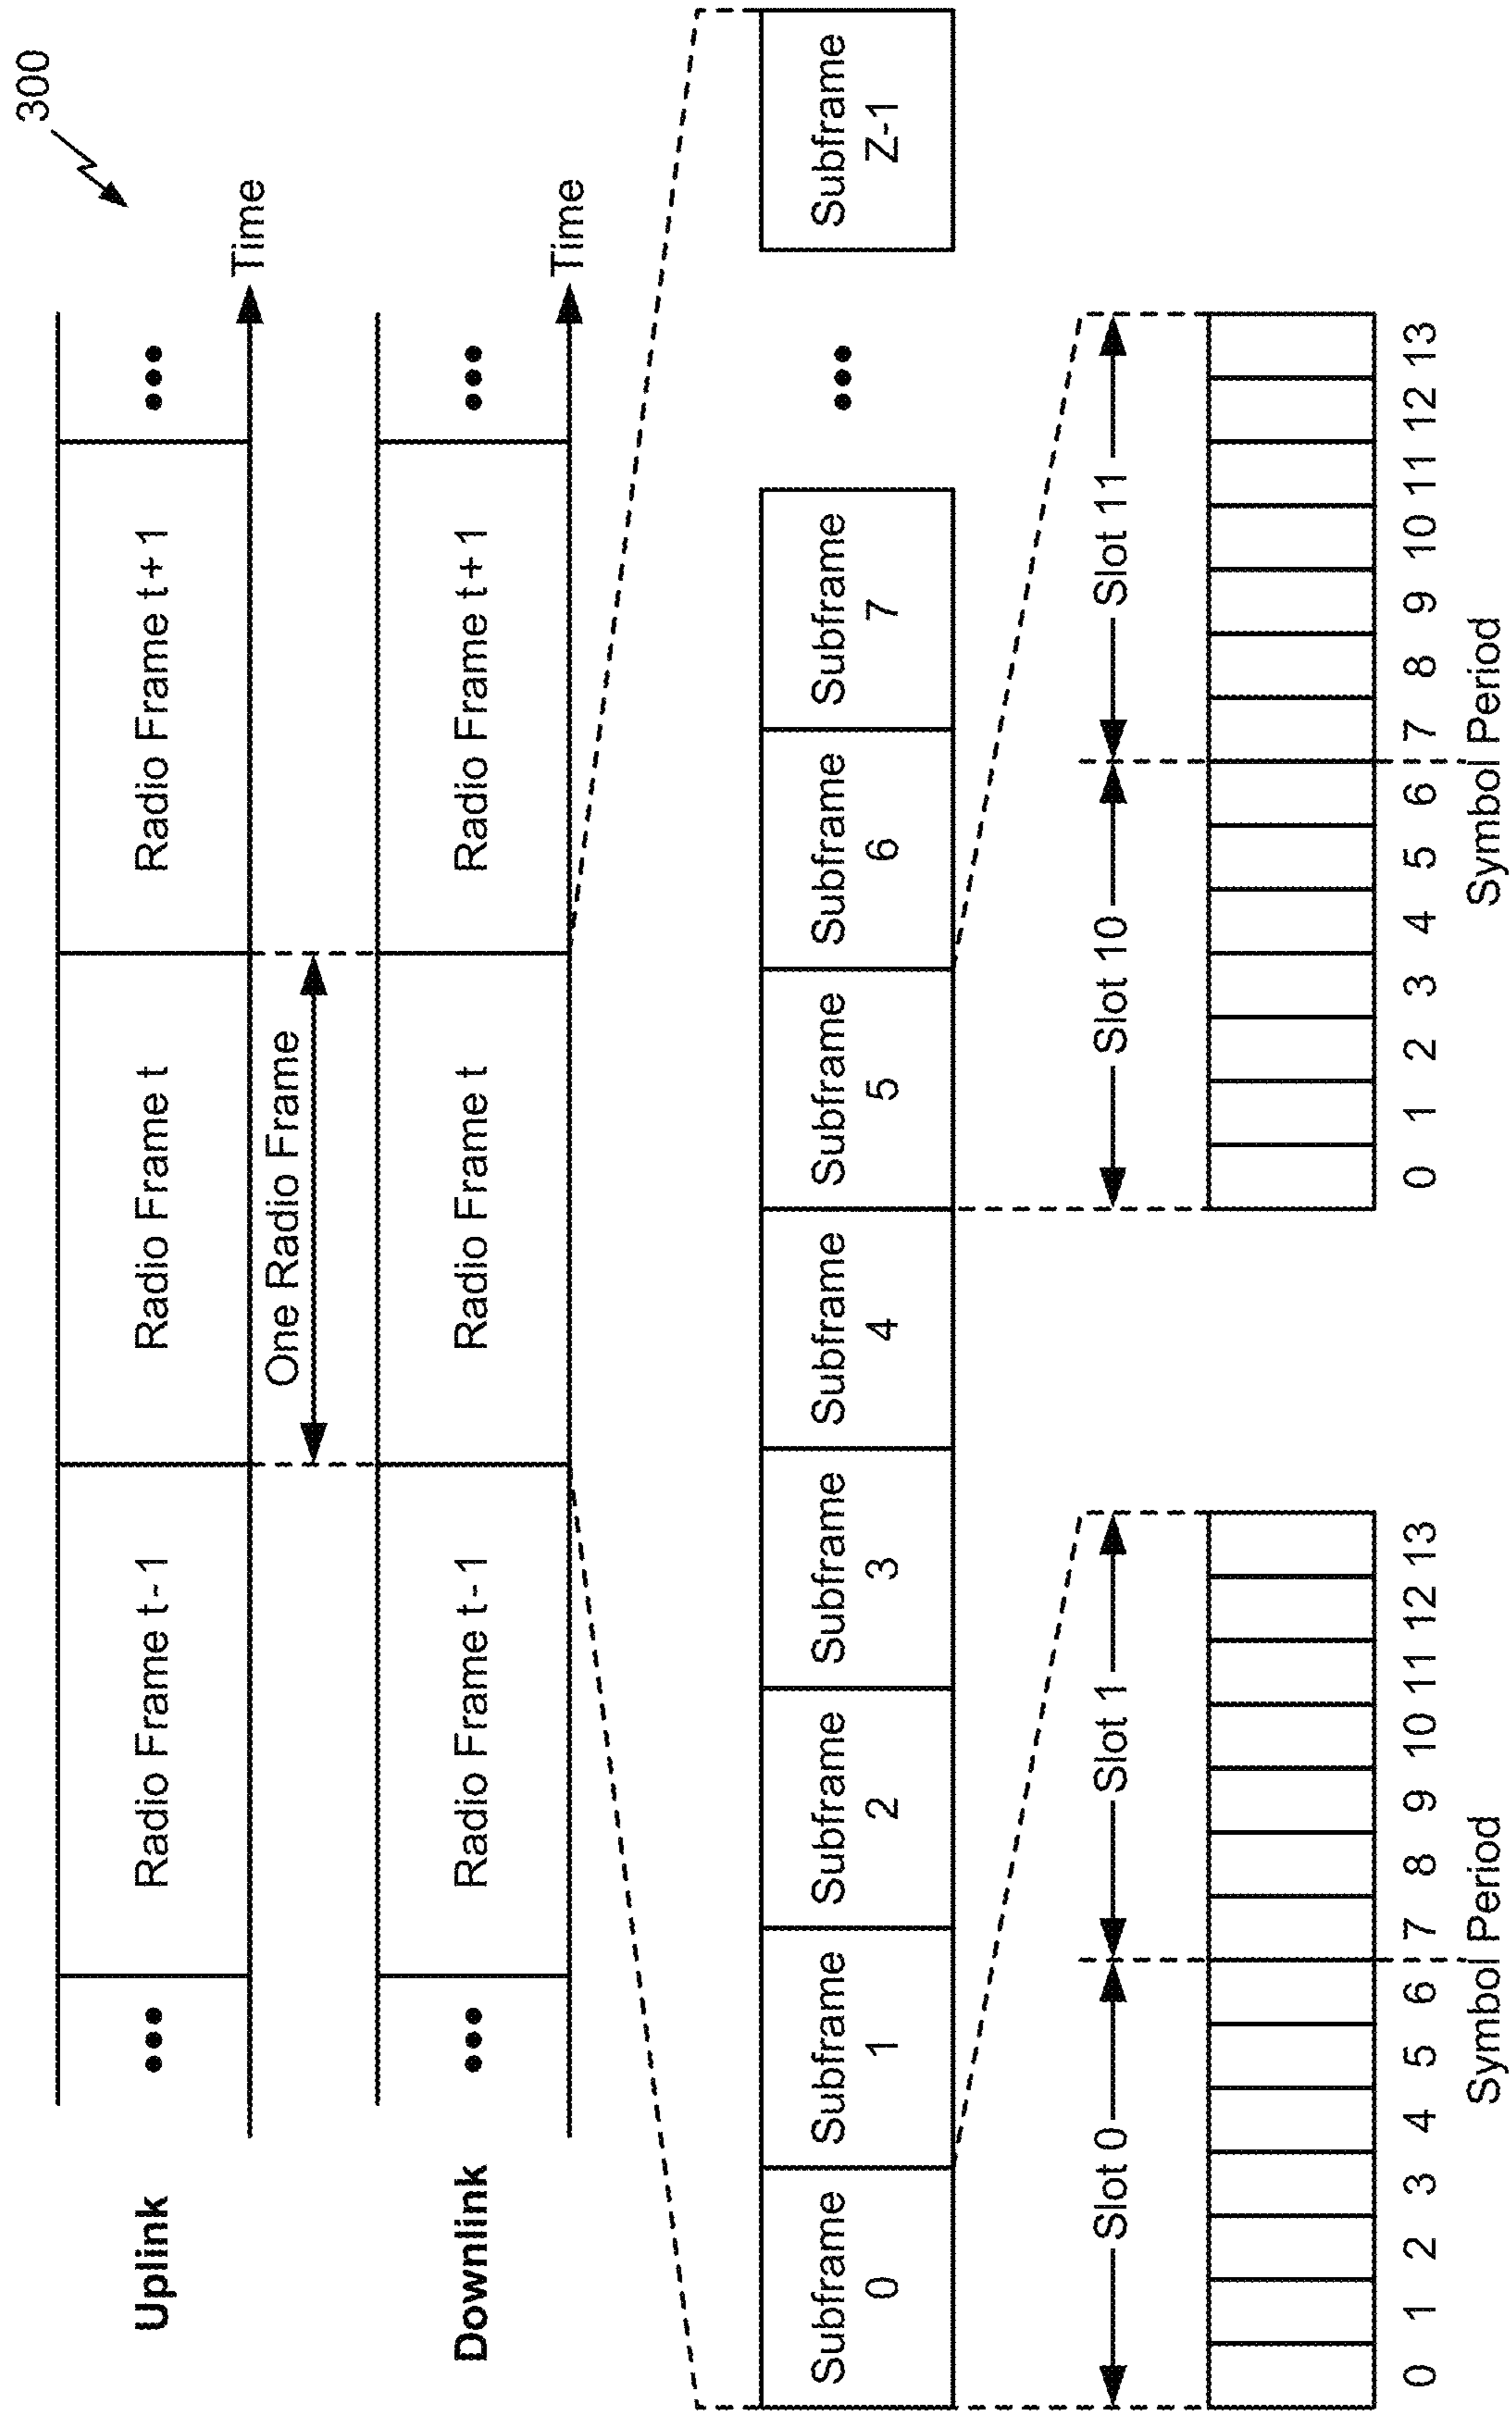 300
Uplink
••• Radio Frame t-1 Radio Frame t Radio Frame t+1 •••
Time
One Radio Frame
Downlink
••• Radio Frame t-1 Radio Frame t Radio Frame t+1 •••
Time
Subframe 0 Subframe 1 Subframe 2 Subframe 3 Subframe 4 Subframe 5 Subframe 6 Subframe 7 ••• Subframe Z-1
Slot 0 Slot 1
Slot 10 Slot 11
0 1 2 3 4 5 6 7 8 9 10 11 12 13
Symbol Period
0 1 2 3 4 5 6 7 8 9 10 11 12 13
Symbol Period